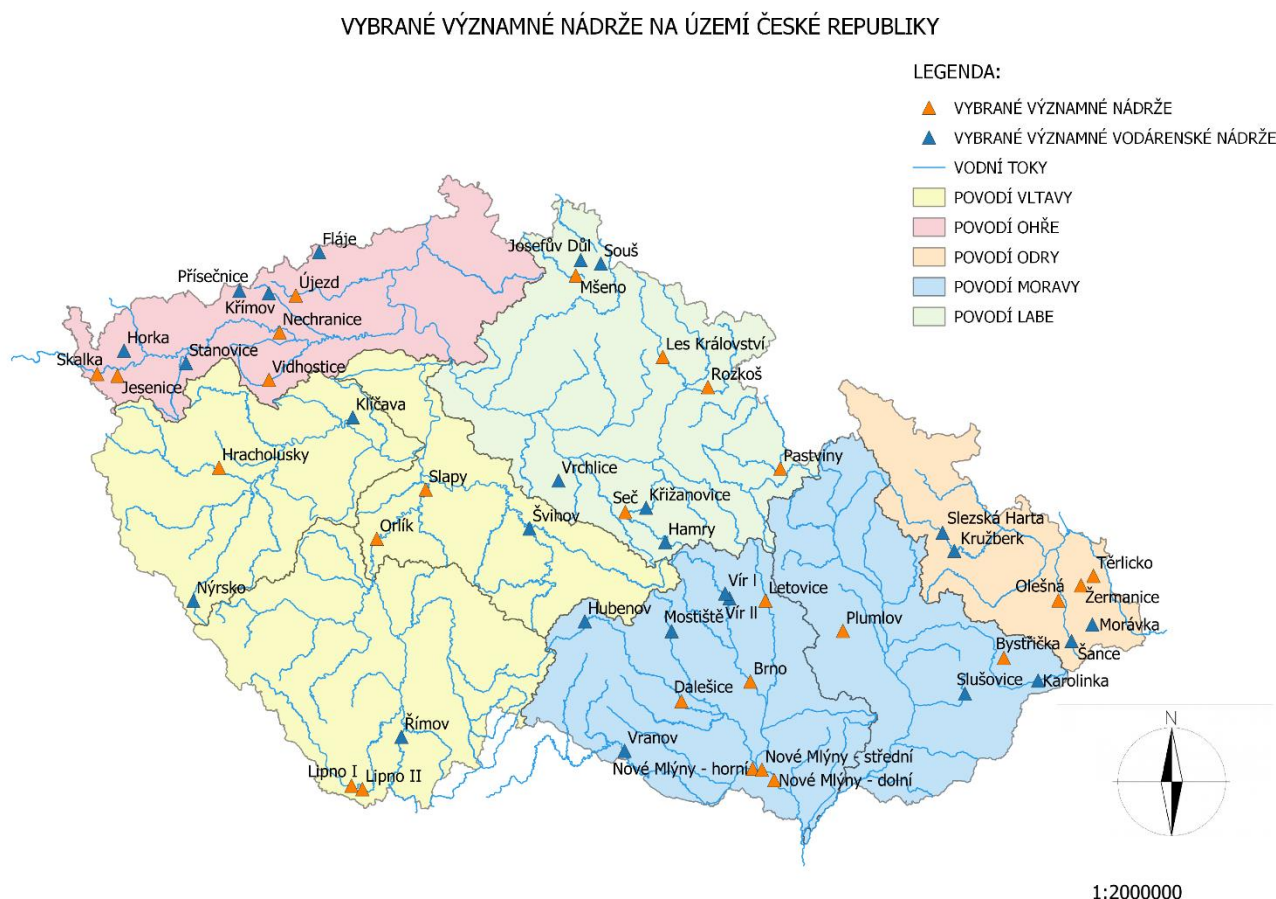 VYBRANÉ VÝZNAMNÉ NÁDRŽE NA ÚZEMÍ ČESKÉ REPUBLIKY
LEGENDA:
VYBRANÉ VÝZNAMNÉ NÁDRŽE
VYBRANÉ VÝZNAMNÉ VODÁRENSKÉ NÁDRŽE
VODNÍ TOKY
POVODÍ VLTAVY
POVODÍ OHŘE
POVODÍ ODRY
POVODÍ MORAVY
POVODÍ LABE
Fláje
Josefův Důl
Souš
Přísečnice
Újezd
Mšeno
Křímov
Nechranice
Horka
Stanovice
Les Království
Skalka
Jesenice
Vidhostice
Rozkoš
Klíčava
Hracholusky
Slapy
Vrchlice
Pastviny
Seč
Křižanovice
Orlík
Švihov
Hamry
Slezská Harta
Kružberk
Těrlicko
Olešná
Žermanice
Nýrsko
Vír I
Letovice
Hubenov
Mostiště
Vír II
Plumlov
Morávka
Bystřička
Šance
Slušovice
Karolinka
Brno
Dalešice
Římov
Vranov
Nové Mlýny - střední
Nové Mlýny - horní
Nové Mlýny - dolní
Lipno I
Lipno II
N
1:2000000